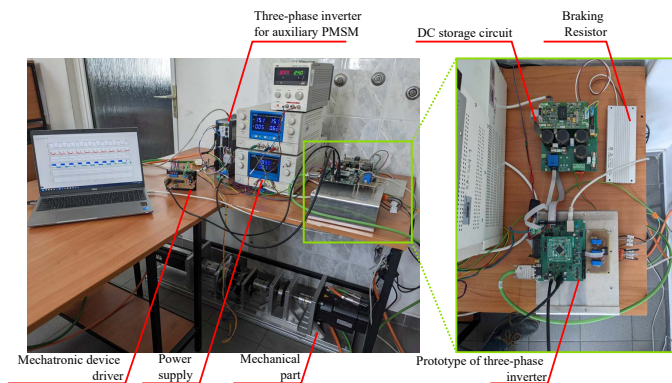 Three-phase inverter
for auxiliary PMSM
DC storage circuit
Braking
Resistor
Mechatronic device
driver
Power
supply
Mechanical
part
Prototype of three-phase
inverter